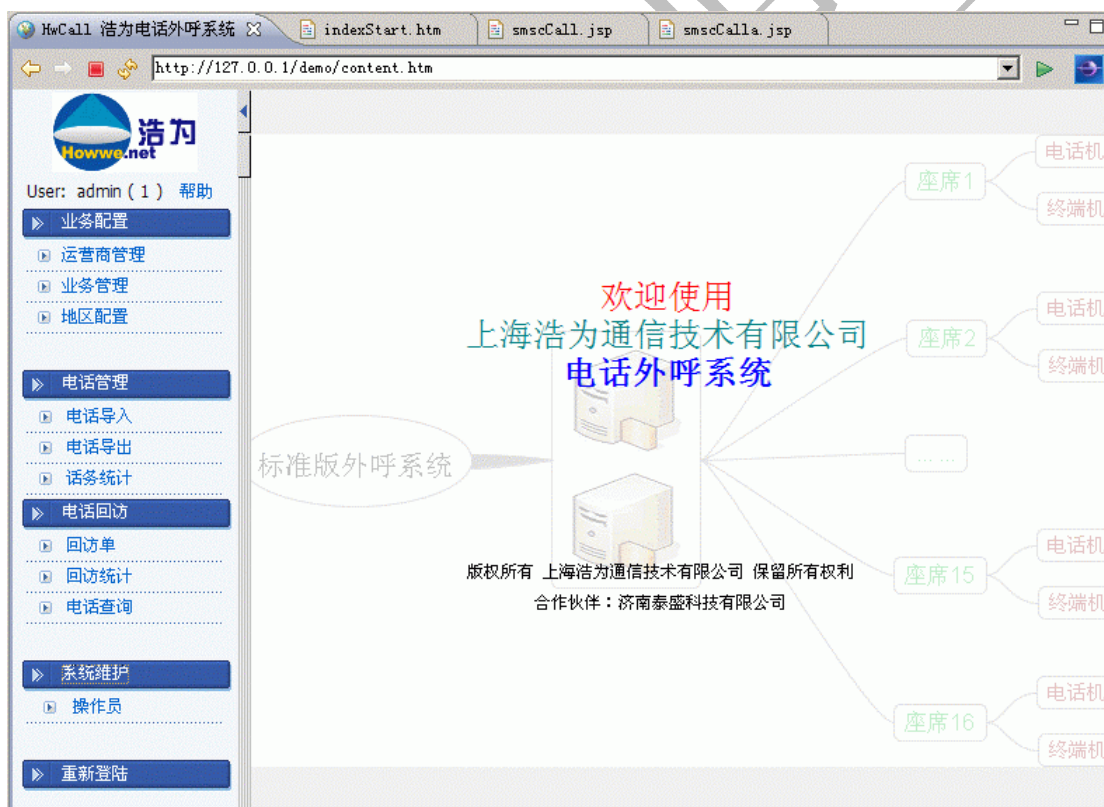 HwCall 浩为电话外呼系统
indexStart.htm
smscCall.jsp
smscCalla.jsp
http://127.0.0.1/demo/content.htm
浩为
Howwe.net
User: admin ( 1 ) 帮助
业务配置
运营商管理
业务管理
地区配置
电话管理
电话导入
电话导出
话务统计
电话回访
回访单
回访统计
电话查询
系统维护
操作员
重新登陆
欢迎使用
上海浩为通信技术有限公司
电话外呼系统
标准版外呼系统
版权所有 上海浩为通信技术有限公司 保留所有权利
合作伙伴：济南泰盛科技有限公司
座席1
电话机
终端机
座席2
电话机
终端机
... ...
座席15
电话机
终端机
座席16
电话机
终端机